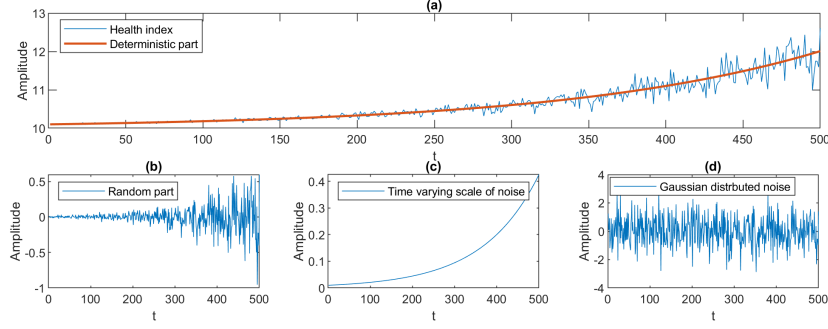 (a)
13
12
11
10
Amplitude
Health index
Deterministic part
0 50 100 150 200 250 300 350 400 450 500
t
(b)
0.5
0
-0.5
-1
Amplitude
Random part
0 100 200 300 400 500
t
(c)
0.4
0.3
0.2
0.1
0
Amplitude
Time varying scale of noise
0 100 200 300 400 500
t
(d)
4
2
0
-2
-4
Amplitude
Gaussian distrbuted noise
0 100 200 300 400 500
t